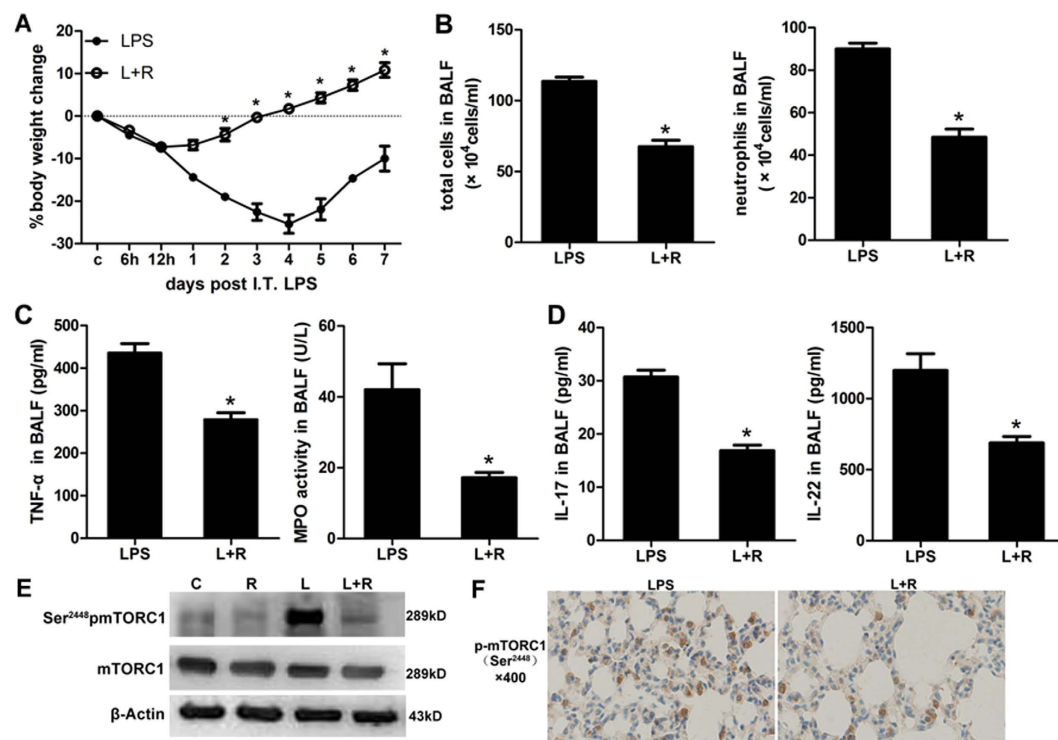 A
20
10
0
-10
-20
-30
% body weight change
LPS
L+R
*
*
*
*
*
*
c 6h 12h 1 2 3 4 5 6 7
days post I.T. LPS
B
total cells in BALF
(× 10⁴cells/ml)
150
100
50
0
*
LPS L+R
neutrophils in BALF
( × 10⁴cells/ml)
100
80
60
40
20
0
*
LPS L+R
C
TNF-α in BALF (pg/ml)
500
400
300
200
100
0
*
LPS L+R
MPO activity in BALF (U/L)
60
40
20
0
*
LPS L+R
D
IL-17 in BALF (pg/ml)
40
30
20
10
0
*
LPS L+R
IL-22 in BALF (pg/ml)
1500
1000
500
0
*
LPS L+R
E
C R L L+R
Ser²⁴⁴⁸pmTORC1 289kD
mTORC1 289kD
β-Actin 43kD
F
LPS L+R
p-mTORC1
(Ser²⁴⁴⁸)
×400